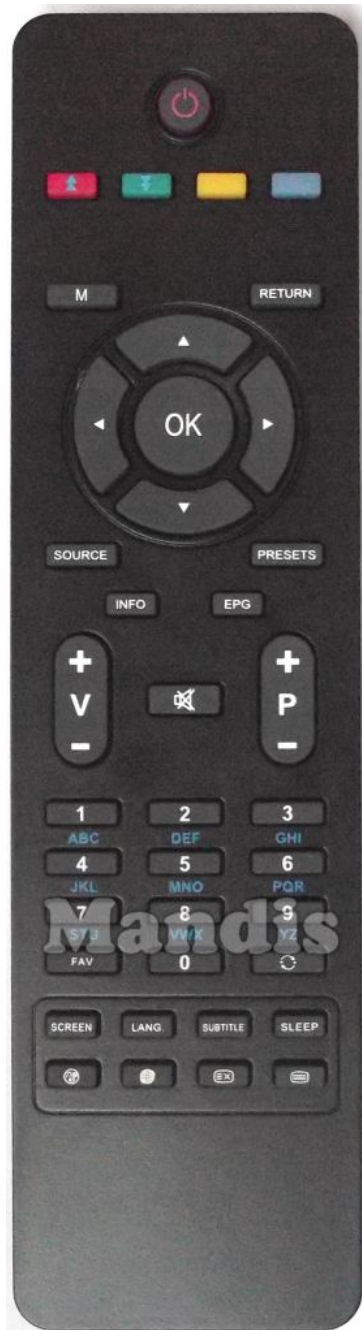 M RETURN
OK
SOURCE PRESETS
INFO EPG
+ +
V P
- -
1 2 3
ABC DEF GHI
4 5 6
JKL MNO PQR
7 8 9
STU VWX YZ
Mandis
FAV 0
SCREEN LANG. SUBTITLE SLEEP
EX